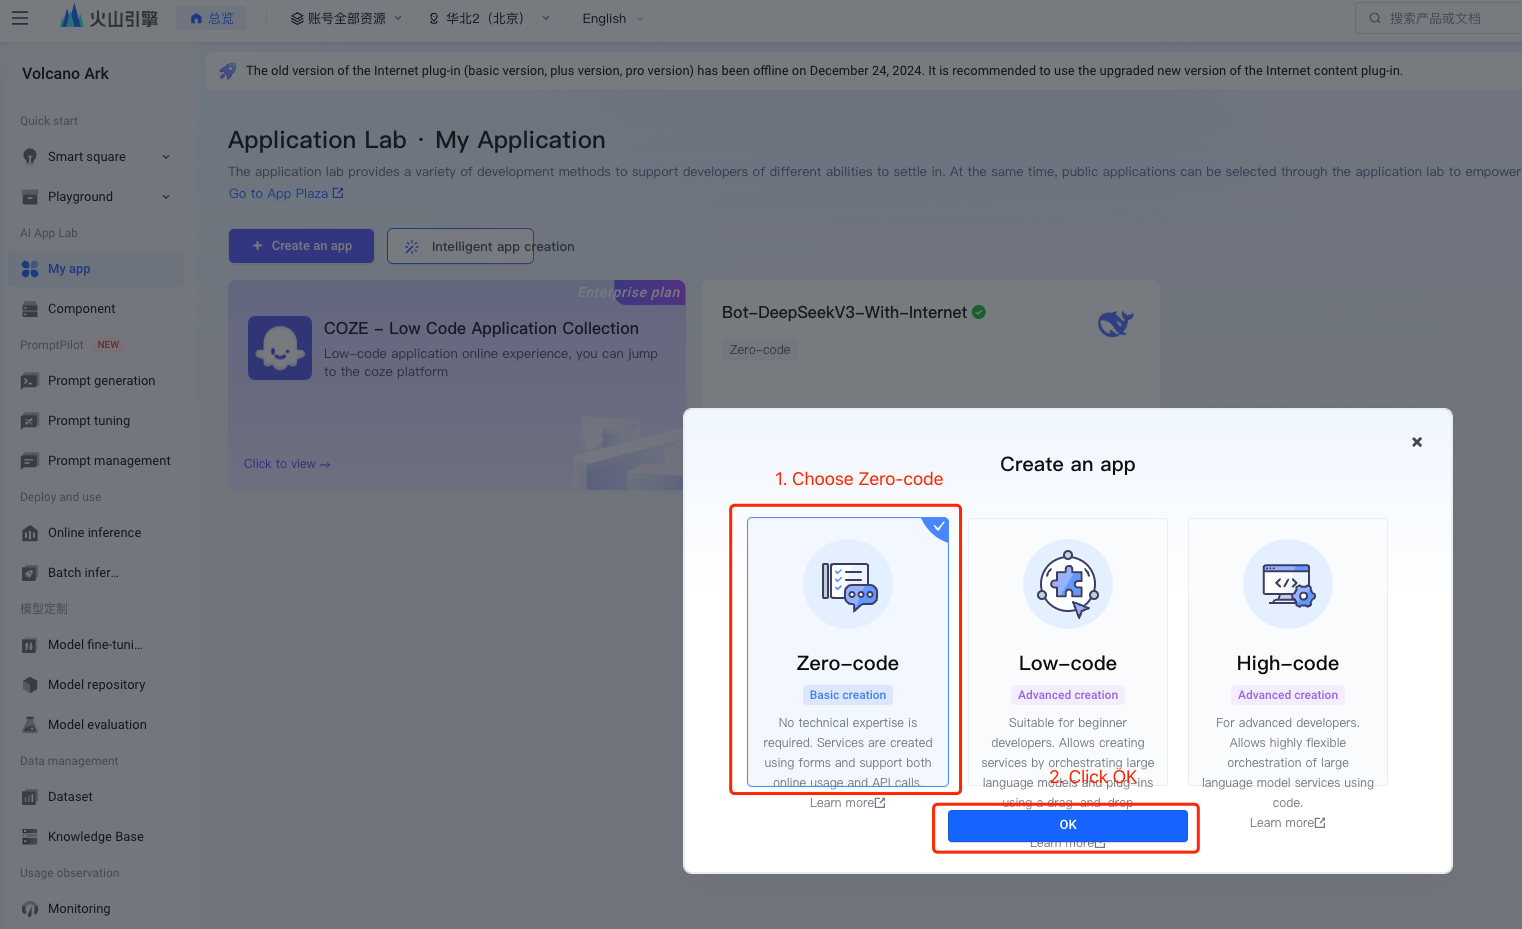 火山引擎
总览
账号全部资源
华北2（北京）
English
搜索产品或文档
Volcano Ark
Quick start
Smart square
Playground
AI App Lab
My app
Component
PromptPilot NEW
Prompt generation
Prompt tuning
Prompt management
Deploy and use
Online inference
Batch infer...
模型定制
Model fine-tuni...
Model repository
Model evaluation
Data management
Dataset
Knowledge Base
Usage observation
Monitoring
The old version of the Internet plug-in (basic version, plus version, pro version) has been offline on December 24, 2024. It is recommended to use the upgraded new version of the Internet content plug-in.
Application Lab · My Application
The application lab provides a variety of development methods to support developers of different abilities to settle in. At the same time, public applications can be selected through the application lab to empower
Go to App Plaza
+ Create an app
Intelligent app creation
Enterprise plan
COZE – Low Code Application Collection
Low-code application online experience, you can jump
to the coze platform
Click to view →
Bot-DeepSeekV3-With-Internet
Zero-code
Create an app
1. Choose Zero-code
Zero-code
Basic creation
No technical expertise is
required. Services are created
using forms and support both
online usage and API calls.
Learn more
Low-code
Advanced creation
Suitable for beginner
developers. Allows creating
services by orchestrating large
language models and plug-ins
using a drag-and-drop
Learn more
High-code
Advanced creation
For advanced developers.
Allows highly flexible
orchestration of large
language model services using
code.
Learn more
2. Click OK
OK